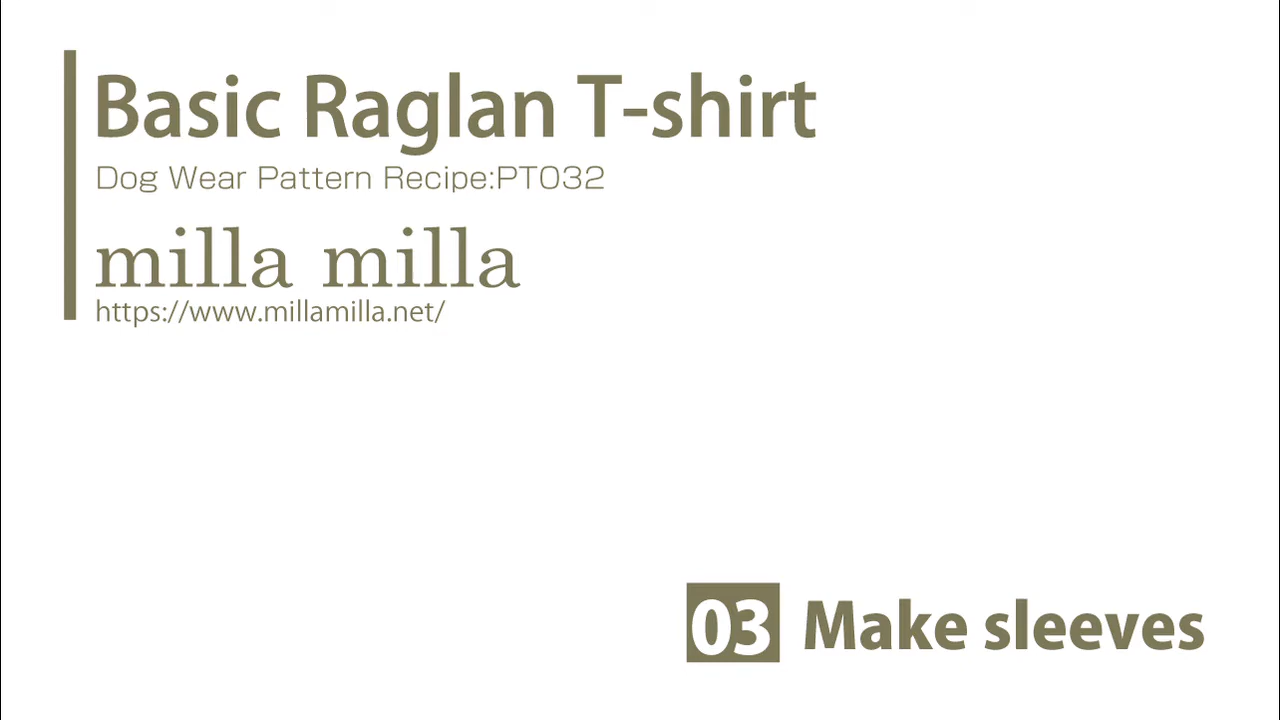 Basic Raglan T-shirt
Dog Wear Pattern Recipe:PT032
milla milla
https://www.millamilla.net/
03 Make sleeves